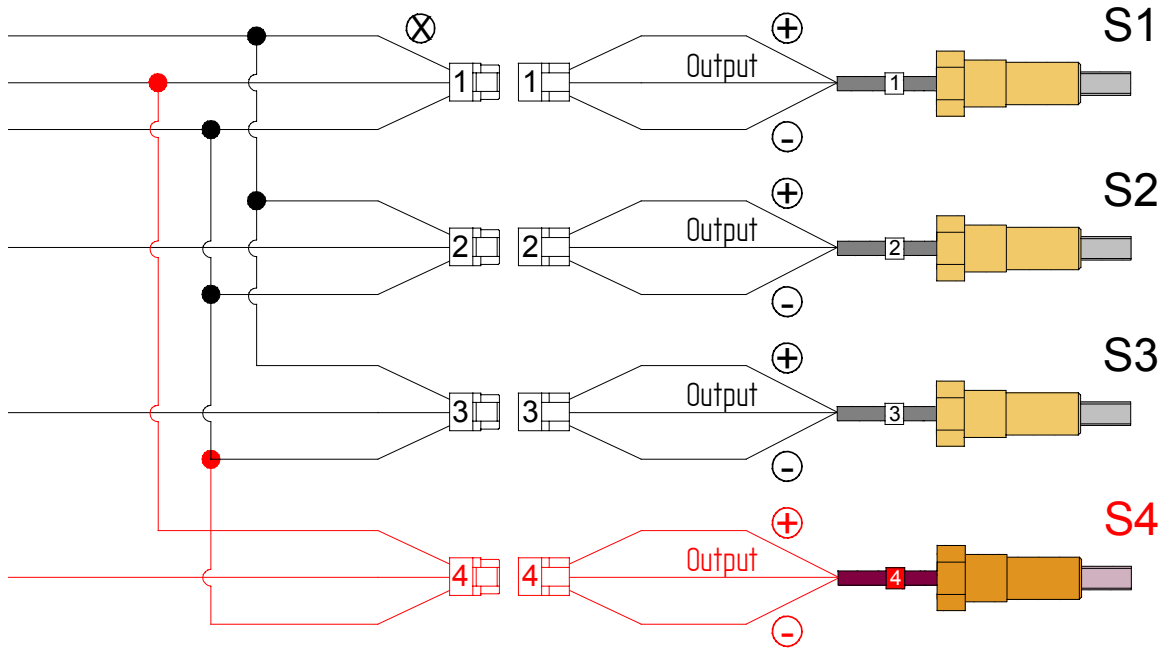 S1
+
1 1 Output 1
-
S2
+
2 2 Output 2
-
S3
+
3 3 Output 3
-
S4
+
4 4 Output 4
-